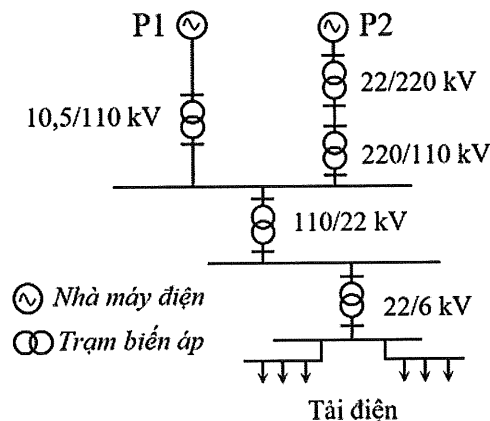 P1
P2
22/220 kV
10,5/110 kV
220/110 kV
110/22 kV
22/6 kV
Nhà máy điện
Trạm biến áp
Tải điện